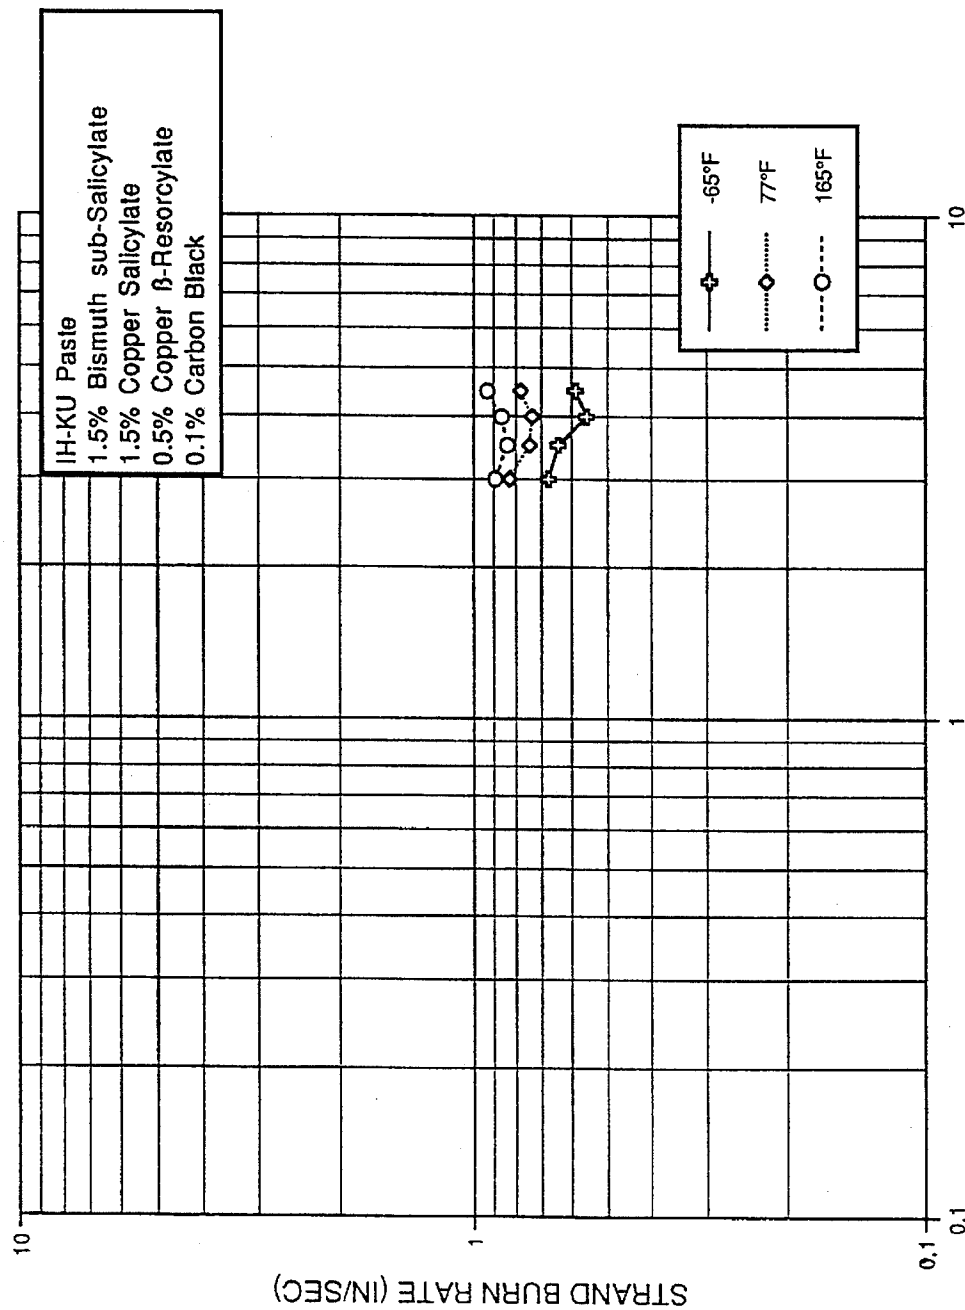 IH-KU Paste
1.5% Bismuth sub-Salicylate
1.5% Copper Salicylate
0.5% Copper β-Resorcylate
0.1% Carbon Black
10
1
0.1
STRAND BURN RATE (IN/SEC)
0.1
1
10
-65°F
77°F
165°F